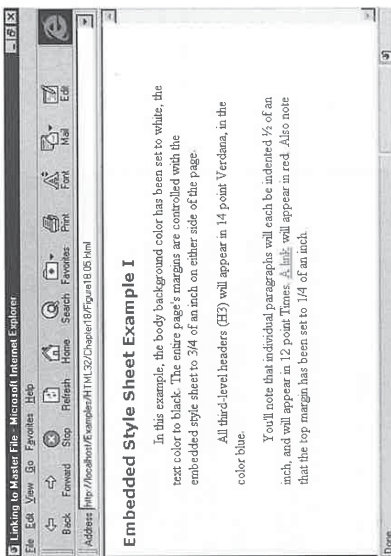 Linking to Master File - Microsoft Internet Explorer
File Edit View Go Favorites Help
Back Forward Stop Refresh Home Search Favorites Print Font Mail Edit
Address http://localhost/Examples/HTML32/Chapter18/Figure18.05.html
Embedded Style Sheet Example I
In this example, the body background color has been set to white, the
text color to black. The entire page's margins are controlled with the
embedded style sheet to 3/4 of an inch on either side of the page.
All third-level headers (H3) will appear in 14 point Verdana, in the
color blue.
You'll note that individual paragraphs will each be indented ½ of an
inch, and will appear in 12 point Times. A link will appear in red. Also note
that the top margin has been set to 1/4 of an inch.
Done